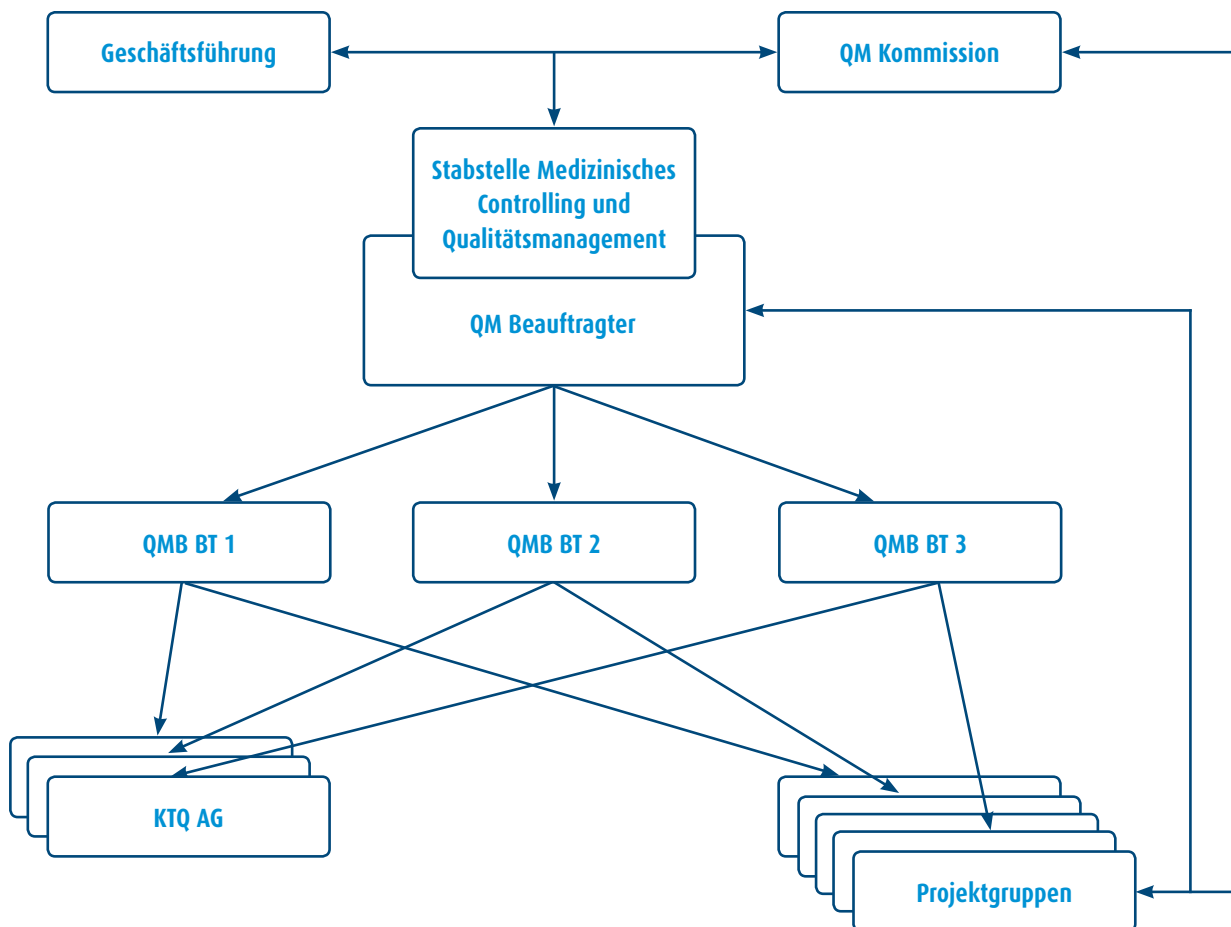 Geschäftsführung
QM Kommission
Stabstelle Medizinisches
Controlling und
Qualitätsmanagement
QM Beauftragter
QMB BT 1
QMB BT 2
QMB BT 3
KTQ AG
Projektgruppen